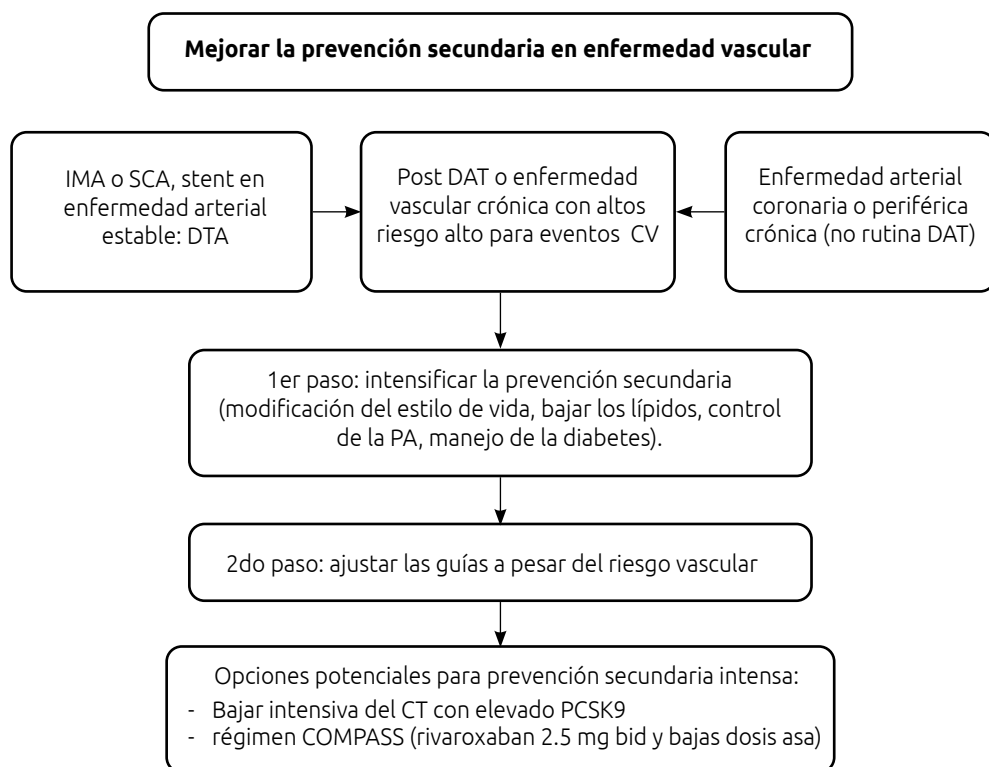 Mejorar la prevención secundaria en enfermedad vascular
IMA o SCA, stent en
enfermedad arterial
estable: DTA
Post DAT o enfermedad
vascular crónica con altos
riesgo alto para eventos CV
Enfermedad arterial
coronaria o periférica
crónica (no rutina DAT)
1er paso: intensificar la prevención secundaria
(modificación del estilo de vida, bajar los lípidos, control
de la PA, manejo de la diabetes).
2do paso: ajustar las guías a pesar del riesgo vascular
Opciones potenciales para prevención secundaria intensa:
- Bajar intensiva del CT con elevado PCSK9
- régimen COMPASS (rivaroxaban 2.5 mg bid y bajas dosis asa)